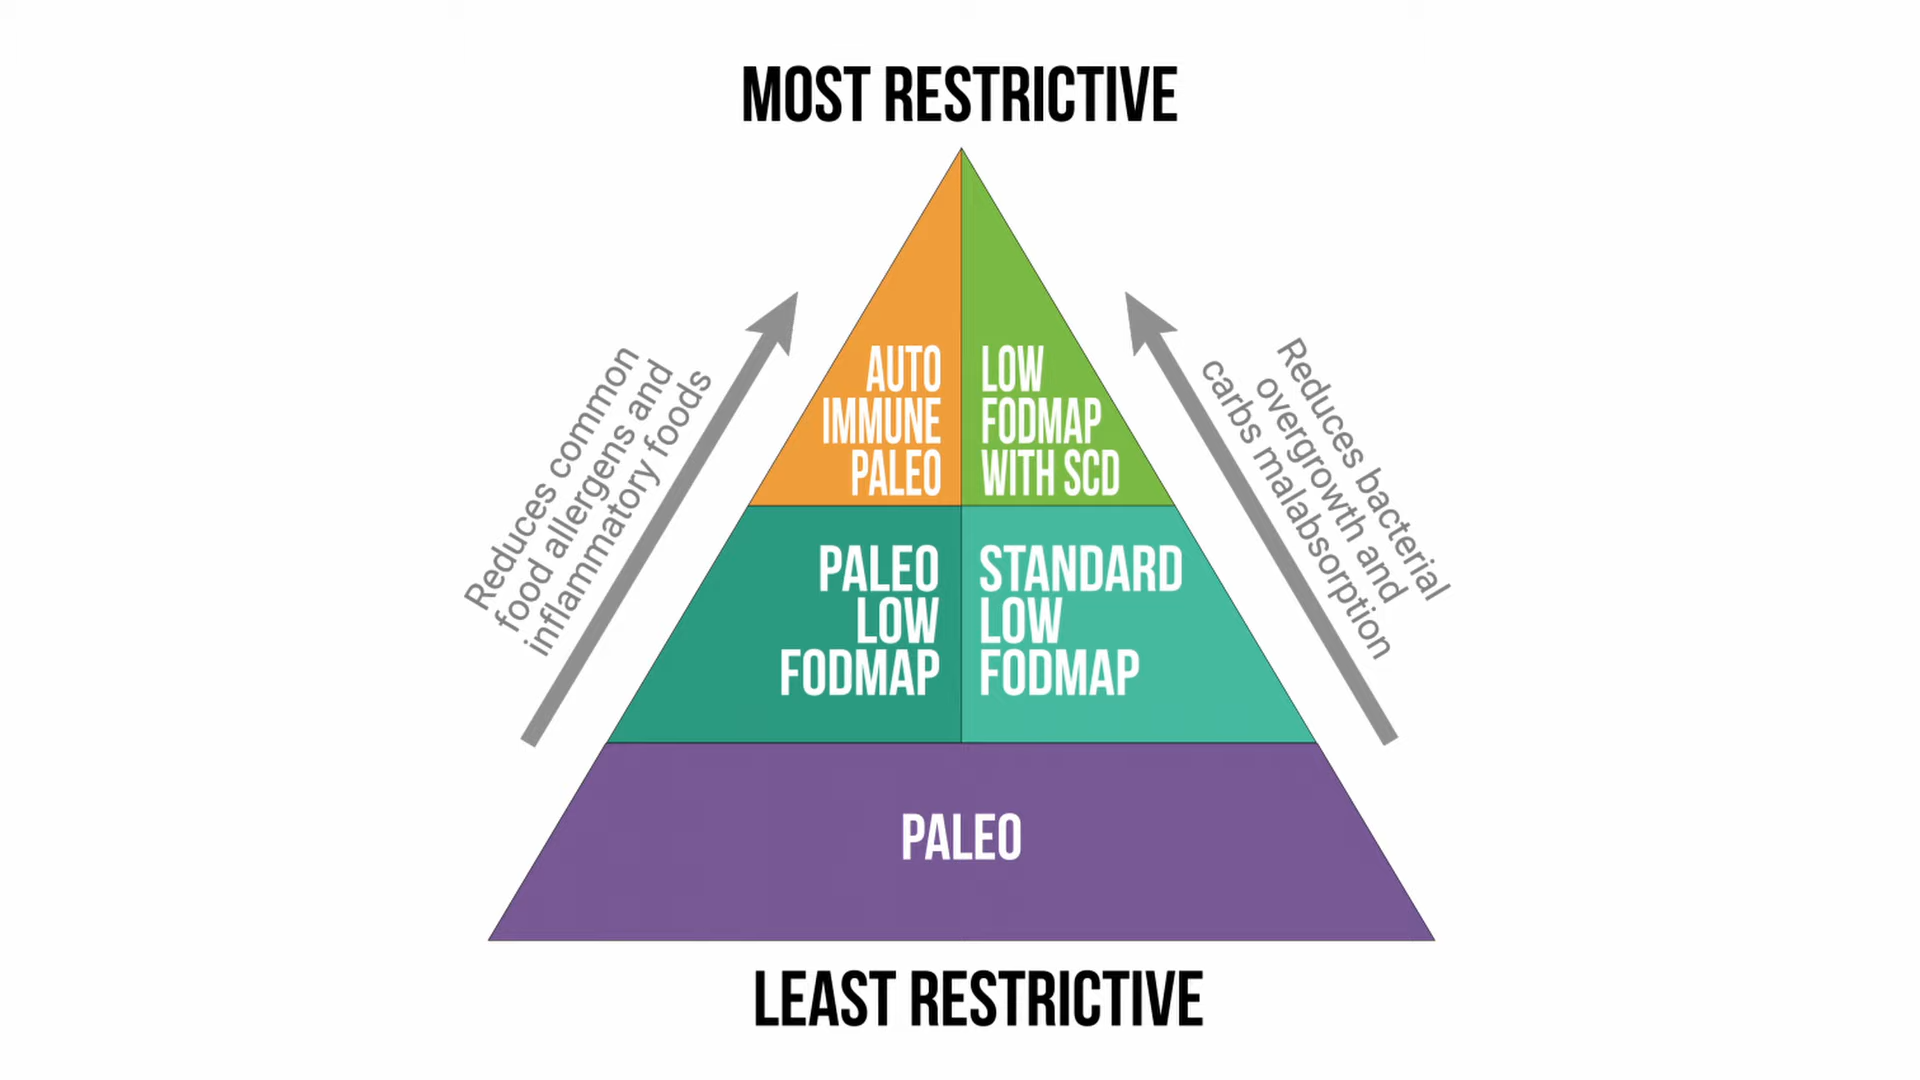 MOST RESTRICTIVE
Reduces common
food allergens and
inflammatory foods
AUTO
IMMUNE
PALEO
LOW
FODMAP
WITH SCD
Reduces bacterial
overgrowth and
carbs malabsorption
PALEO
LOW
FODMAP
STANDARD
LOW
FODMAP
PALEO
LEAST RESTRICTIVE